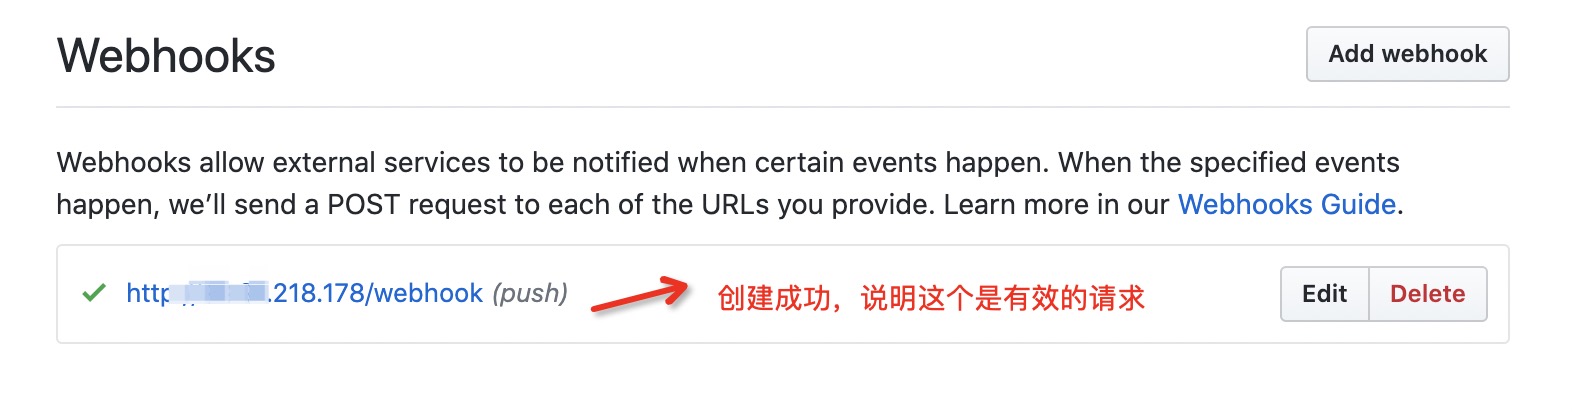 Webhooks
Add webhook
Webhooks allow external services to be notified when certain events happen. When the specified events
happen, we’ll send a POST request to each of the URLs you provide. Learn more in our Webhooks Guide.
http .218.178/webhook (push)
创建成功，说明这个是有效的请求
Edit
Delete